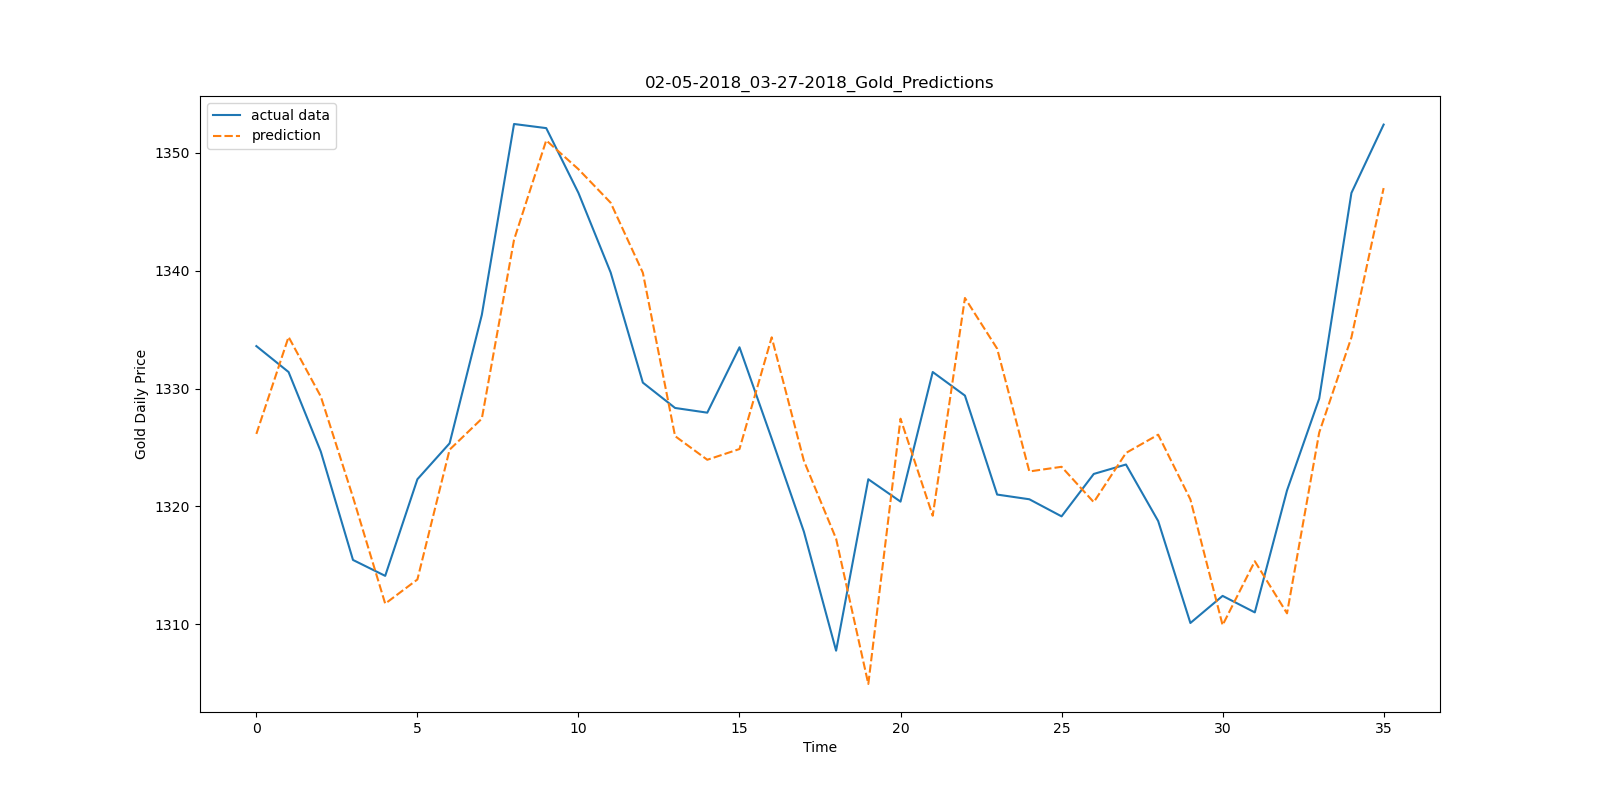 02-05-2018_03-27-2018_Gold_Predictions
actual data
prediction
Gold Daily Price
1350
1340
1330
1320
1310
0 5 10 15 20 25 30 35
Time